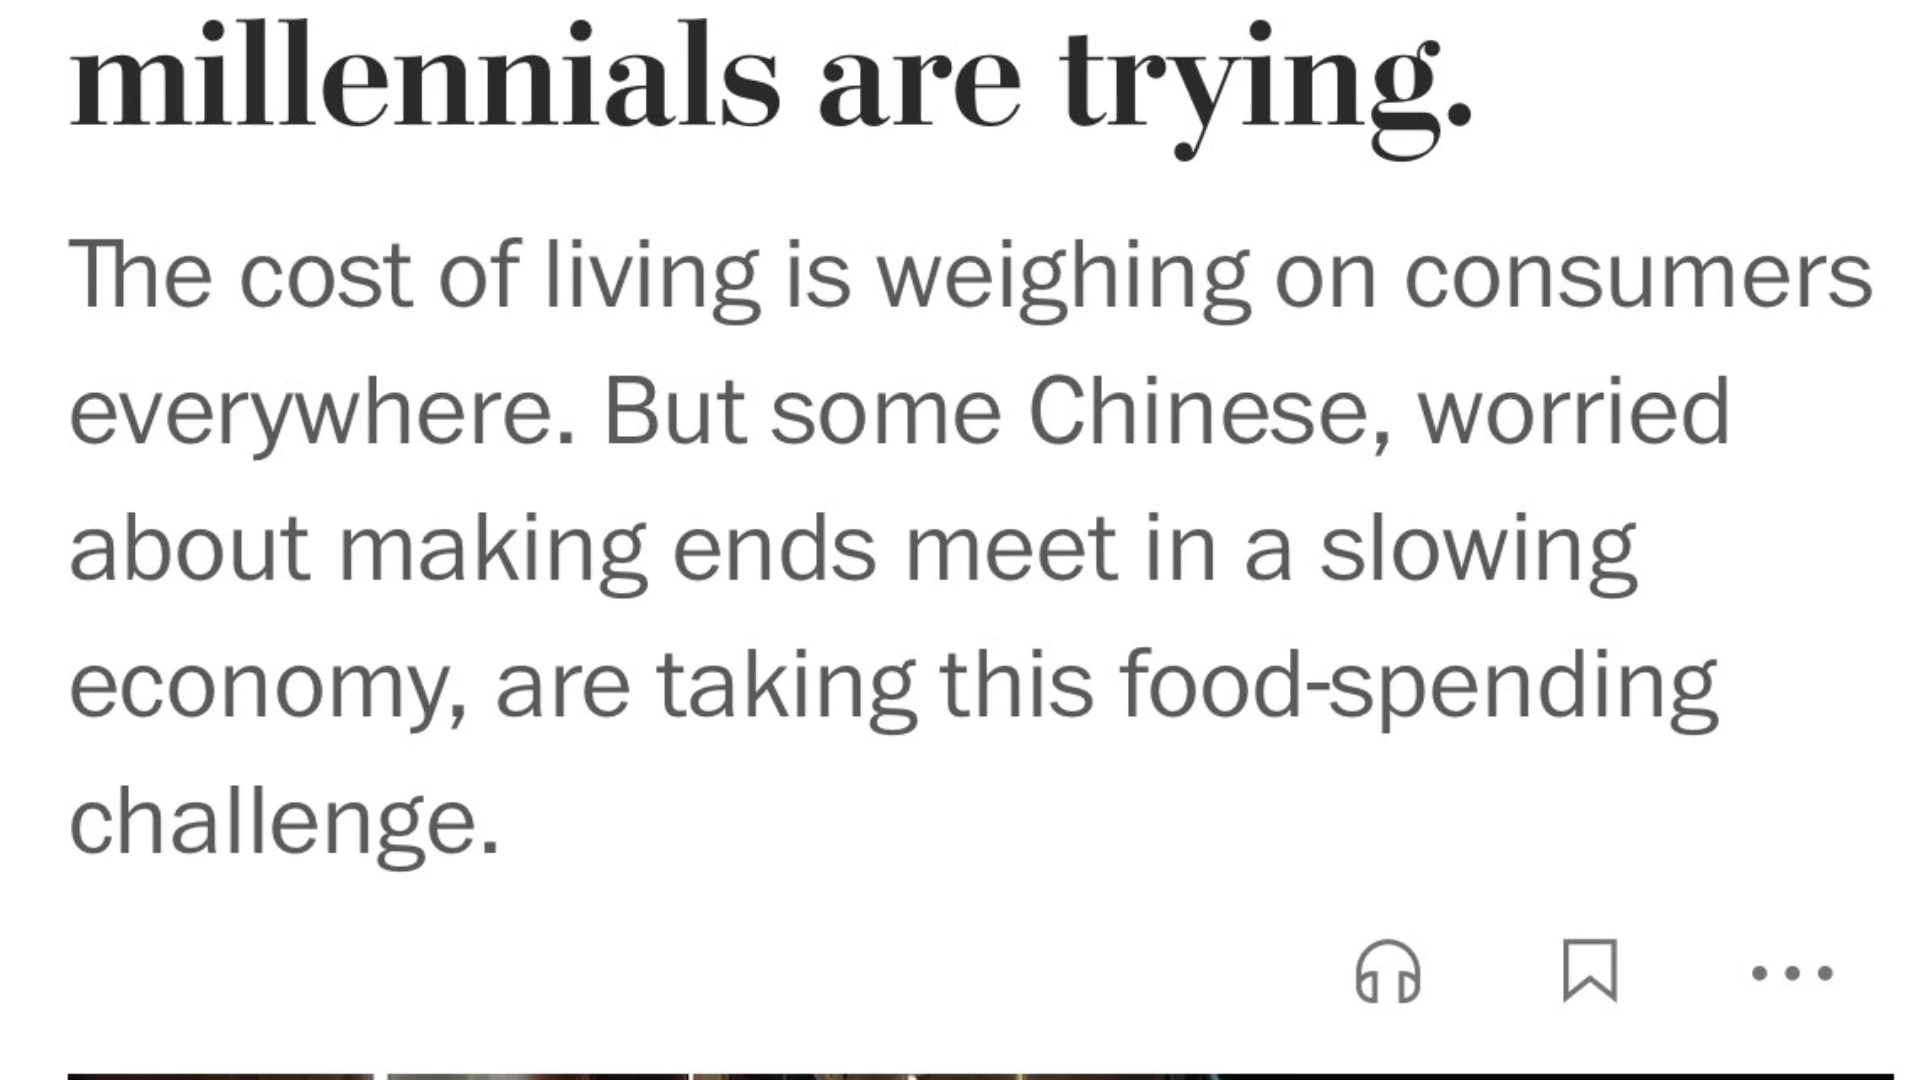 millennials are trying.
The cost of living is weighing on consumers
everywhere. But some Chinese, worried
about making ends meet in a slowing
economy, are taking this food-spending
challenge.